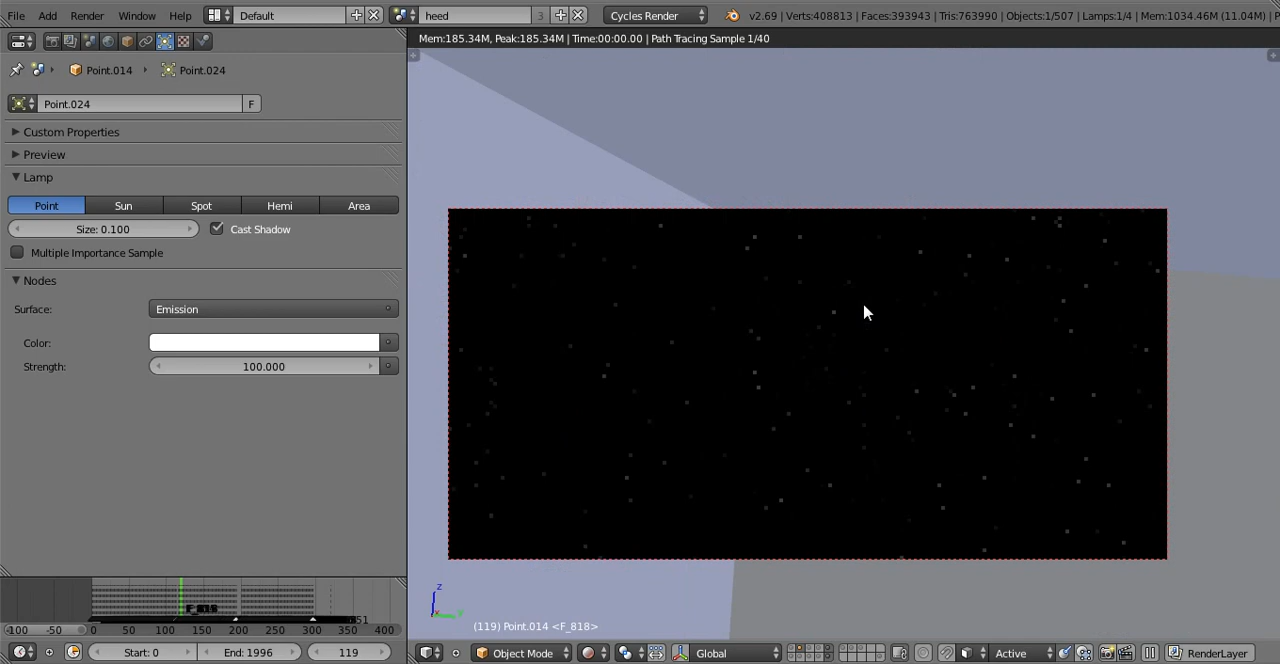 File Add Render Window Help Default heed 3 Cycles Render v2.69 | Verts:408813 | Faces:393943 | Tris:763990 | Objects:1/507 | Lamps:1/4 | Mem:1034.46M (11.04M) | P
Mem:185.34M, Peak:185.34M | Time:00:00.00 | Path Tracing Sample 1/40
Point.014 Point.024
Point.024 F
Custom Properties
Preview
Lamp
Point Sun Spot Hemi Area
Size: 0.100 Cast Shadow
Multiple Importance Sample
Nodes
Surface: Emission
Color:
Strength: 100.000
F_818
-100 -50 0 50 100 150 200 250 300 350 400
z
y
x
(119) Point.014 <F_818>
Start: 0 End: 1996 119 Object Mode Global Active RenderLayer